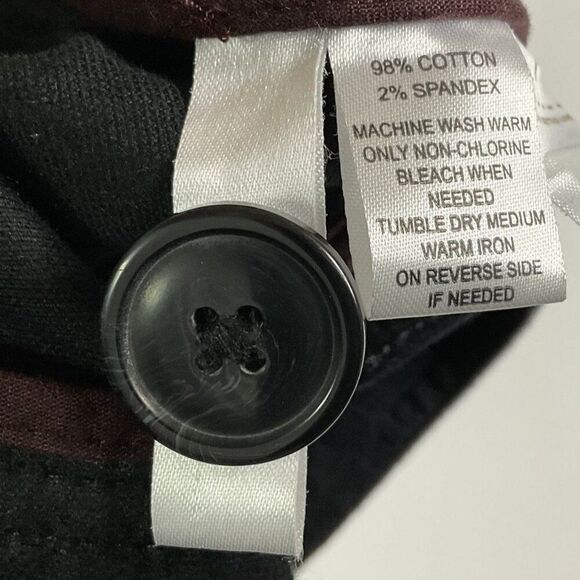 98% COTTON
2% SPANDEX
MACHINE WASH WARM
ONLY NON-CHLORINE
BLEACH WHEN
NEEDED
TUMBLE DRY MEDIUM
WARM IRON
ON REVERSE SIDE
IF NEEDED